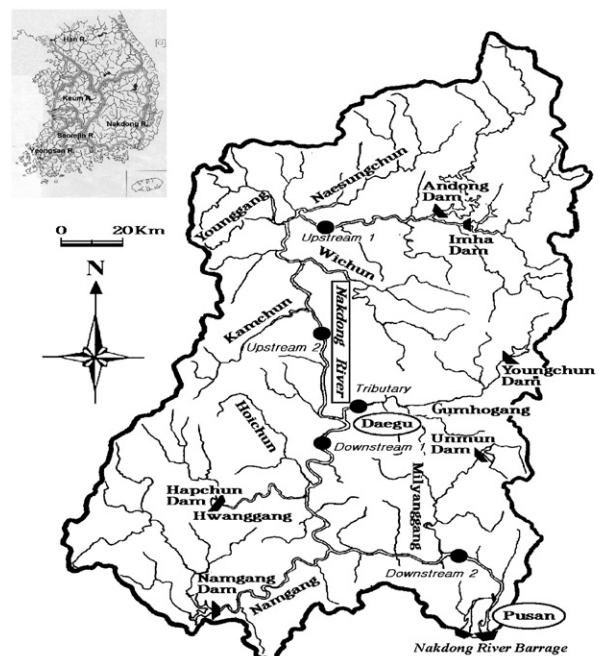 Han R.
Keum R.
Nakdong R.
Seomjin R.
Yeongsan R.
0 20Km
N
Naesungchun
Andong
Dam
Younggang
Upstream 1
Imha
Dam
Wichun
Nakdong River
Kamchun
Upstream 2
Youngchun
Dam
Tributary
Gumhogang
Hoichun
Daegu
Unmun
Dam
Downstream 1
Milyanggang
Hapchun
Dam
Hwanggang
Namgang
Dam
Namgang
Downstream 2
Pusan
Nakdong River Barrage